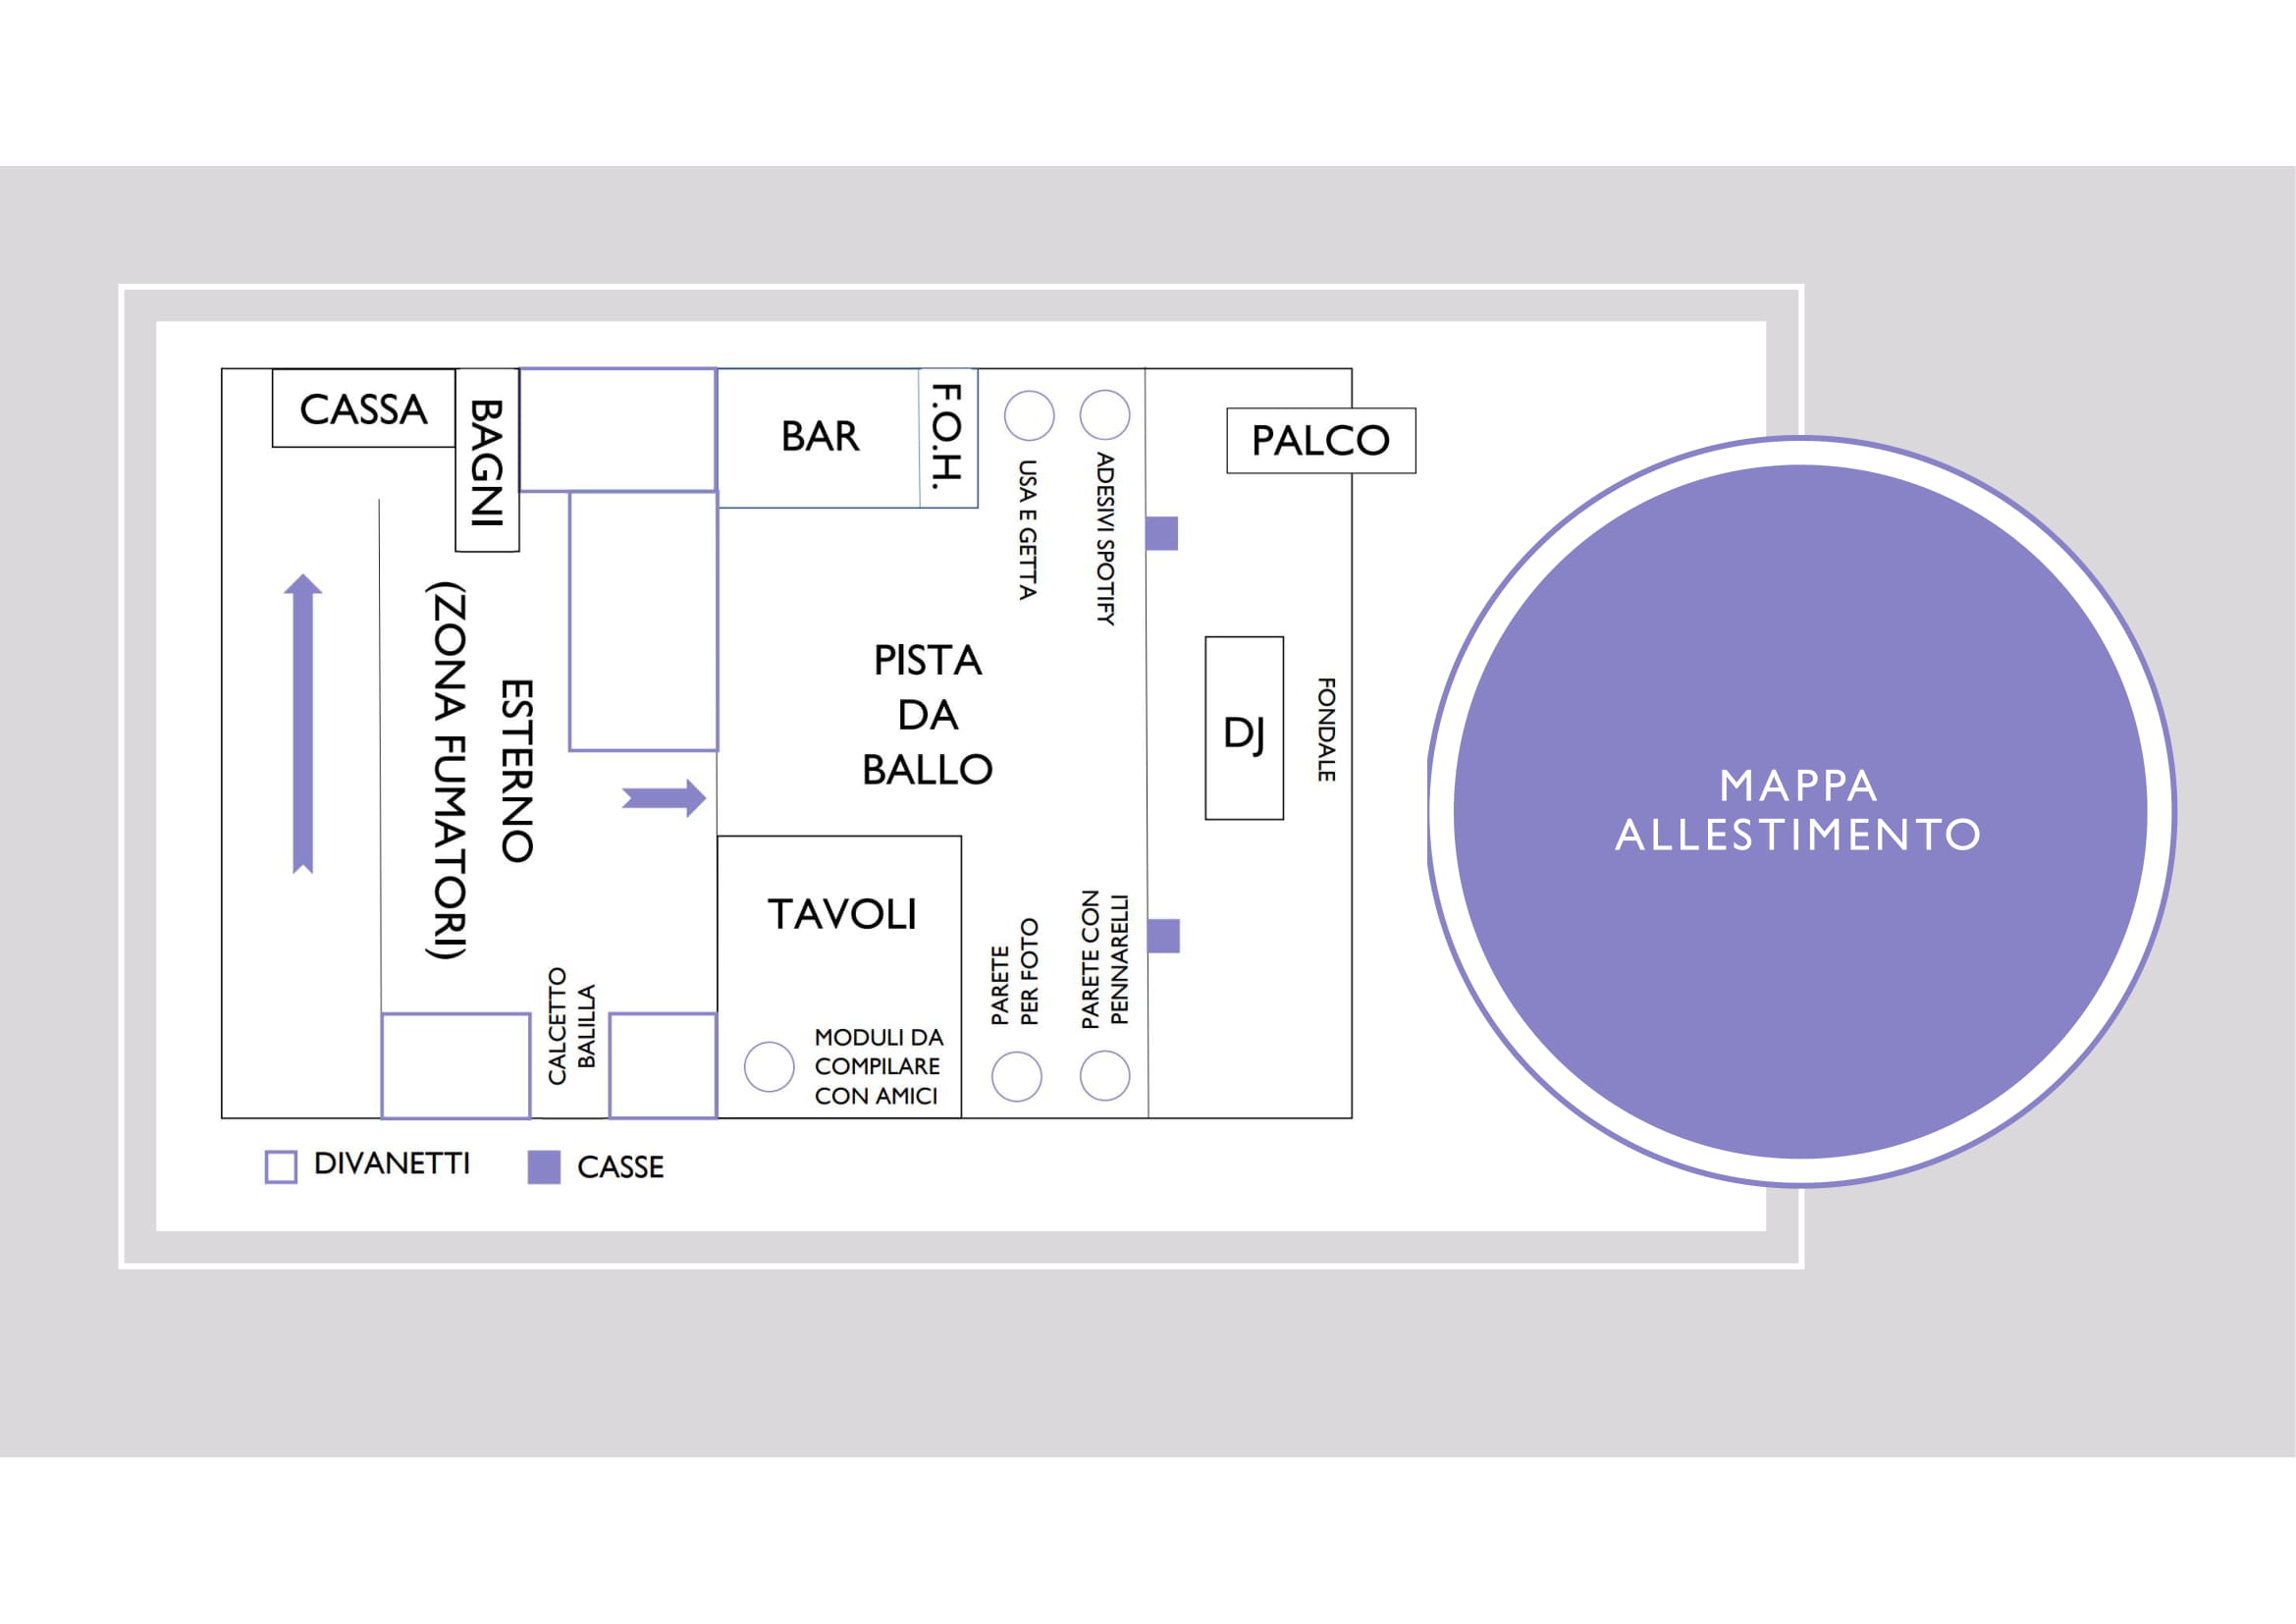 CASSA
BAGNI
BAR
F.O.H.
USA E GETTA
ADESIVI SPOTIFY
PALCO
ESTERNO
(ZONA FUMATORI)
PISTA
DA
BALLO
DJ
FONDALE
TAVOLI
CALCETTO
BALILLA
MODULI DA
COMPILARE
CON AMICI
PARETE
PER FOTO
PARETE CON
PENNARELLI
DIVANETTI
CASSE
MAPPA
ALLESTIMENTO